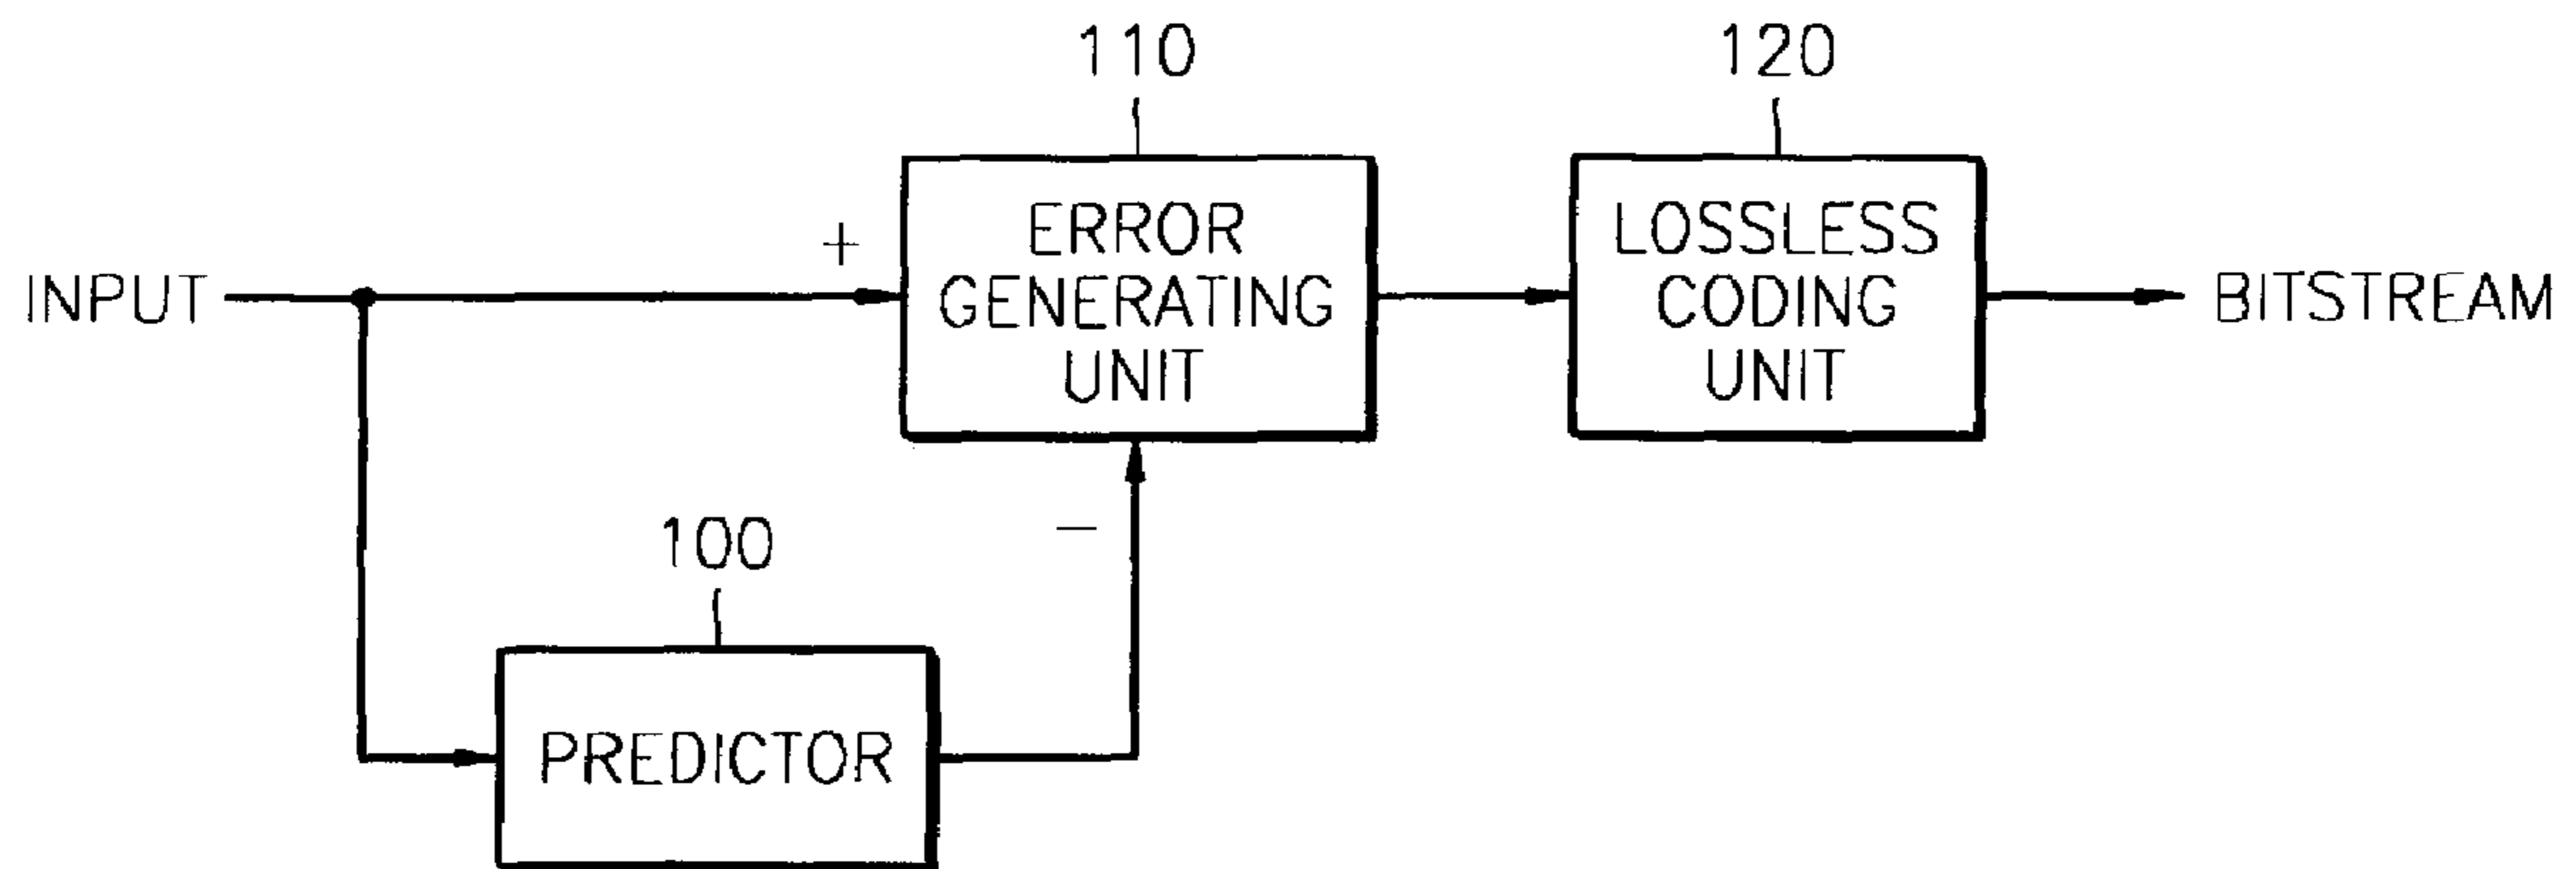 110
120
ERROR
GENERATING
UNIT
LOSSLESS
CODING
UNIT
+
INPUT
BITSTREAM
−
100
PREDICTOR